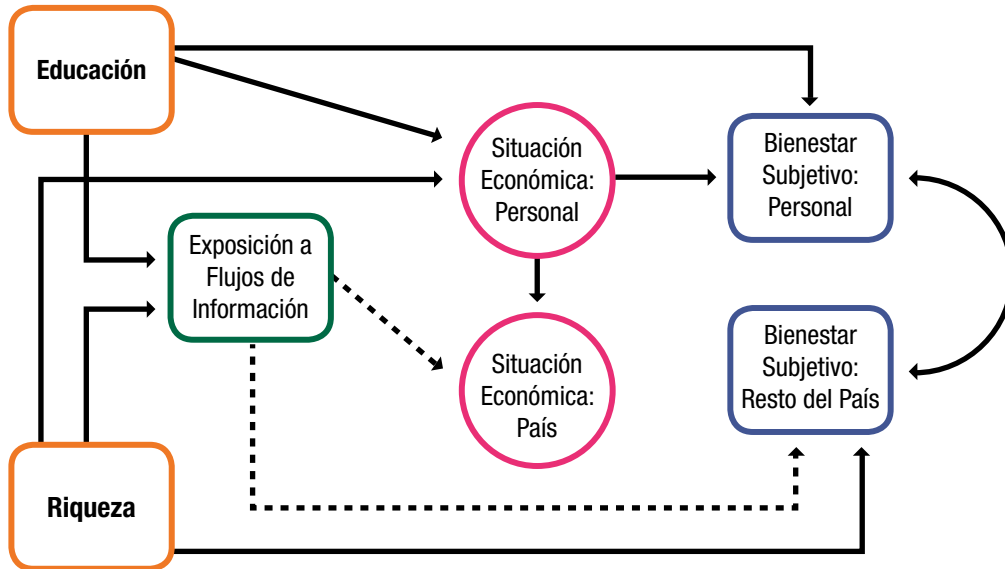 Educación
Situación
Económica:
Personal
Bienestar
Subjetivo:
Personal
Exposición a
Flujos de
Información
Situación
Económica:
País
Bienestar
Subjetivo:
Resto del País
Riqueza